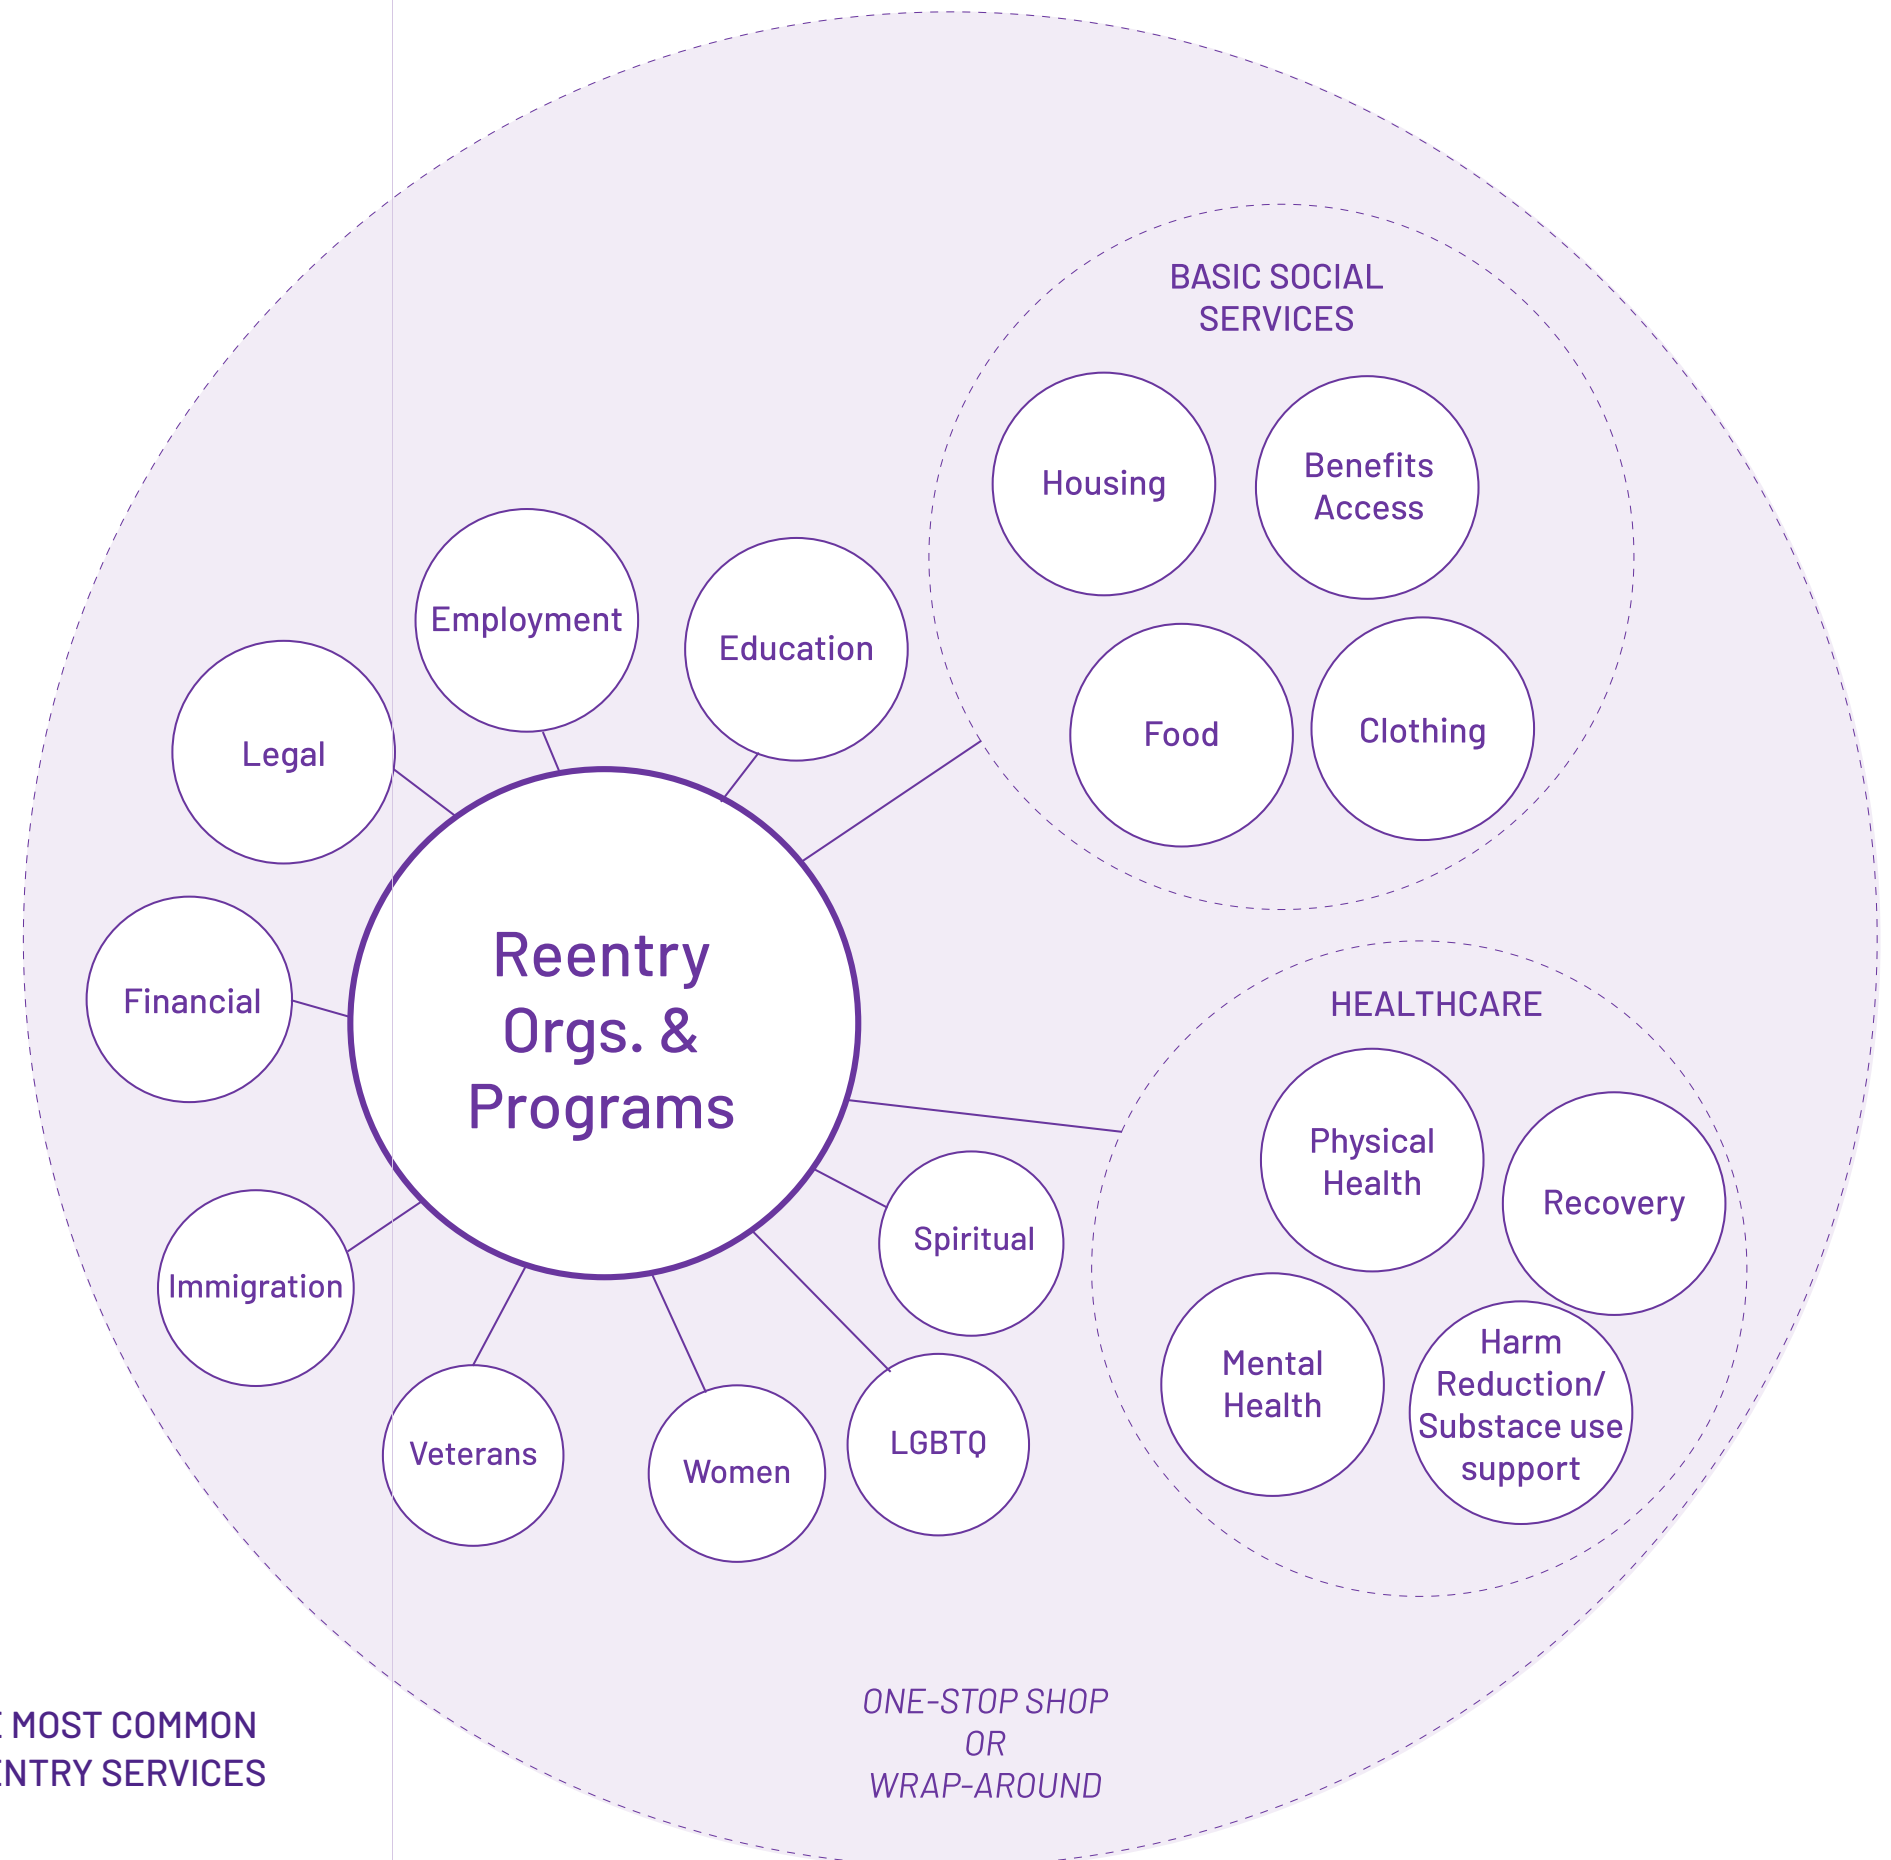 BASIC SOCIAL
SERVICES
Housing
Benefits
Access
Employment
Education
Food
Clothing
Legal
Reentry
Orgs. &
Programs
Financial
HEALTHCARE
Physical
Health
Recovery
Spiritual
Immigration
Mental
Health
Harm
Reduction/
Substace use
support
Veterans
Women
LGBTQ
ONE-STOP SHOP
OR
WRAP-AROUND
MOST COMMON
SERVICES